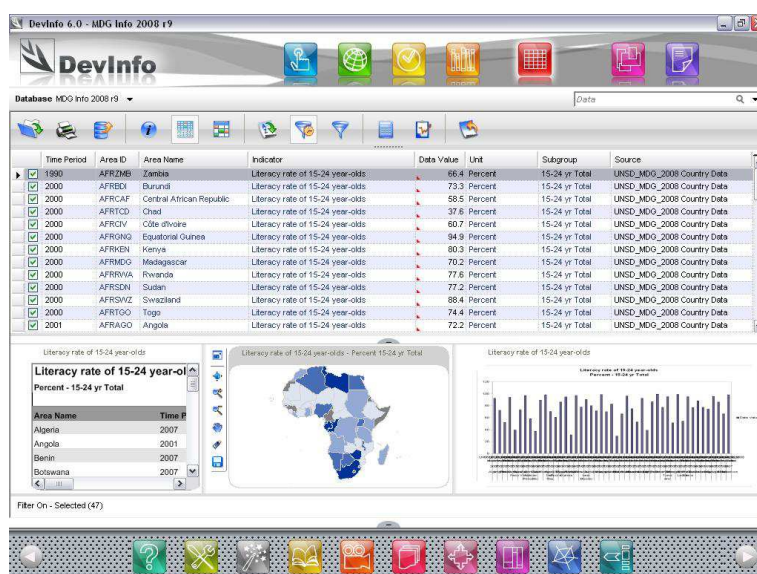 DevInfo 6.0 - MDG Info 2008 r9
DevInfo
Database MDG Info 2008 r9
Data
Time Period Area ID Area Name Indicator Data Value Unit Subgroup Source
1990 AFRZMB Zambia Literacy rate of 15-24 year-olds 66.4 Percent 15-24 yr Total UNSD_MDG_2008 Country Data
2000 AFRBDI Burundi Literacy rate of 15-24 year-olds 73.3 Percent 15-24 yr Total UNSD_MDG_2008 Country Data
2000 AFRCAF Central African Republic Literacy rate of 15-24 year-olds 58.5 Percent 15-24 yr Total UNSD_MDG_2008 Country Data
2000 AFRTCD Chad Literacy rate of 15-24 year-olds 37.6 Percent 15-24 yr Total UNSD_MDG_2008 Country Data
2000 AFRCIV Côte d'Ivoire Literacy rate of 15-24 year-olds 60.7 Percent 15-24 yr Total UNSD_MDG_2008 Country Data
2000 AFRGNQ Equatorial Guinea Literacy rate of 15-24 year-olds 94.9 Percent 15-24 yr Total UNSD_MDG_2008 Country Data
2000 AFRKEN Kenya Literacy rate of 15-24 year-olds 80.3 Percent 15-24 yr Total UNSD_MDG_2008 Country Data
2000 AFRMDG Madagascar Literacy rate of 15-24 year-olds 70.2 Percent 15-24 yr Total UNSD_MDG_2008 Country Data
2000 AFRRWA Rwanda Literacy rate of 15-24 year-olds 77.6 Percent 15-24 yr Total UNSD_MDG_2008 Country Data
2000 AFRSDN Sudan Literacy rate of 15-24 year-olds 77.2 Percent 15-24 yr Total UNSD_MDG_2008 Country Data
2000 AFRSWZ Swaziland Literacy rate of 15-24 year-olds 88.4 Percent 15-24 yr Total UNSD_MDG_2008 Country Data
2000 AFRTGO Togo Literacy rate of 15-24 year-olds 74.4 Percent 15-24 yr Total UNSD_MDG_2008 Country Data
2001 AFRAGO Angola Literacy rate of 15-24 year-olds 72.2 Percent 15-24 yr Total UNSD_MDG_2008 Country Data
Literacy rate of 15-24 year-olds
Literacy rate of 15-24 year-ol
Percent - 15-24 yr Total
Area Name Time P
Algeria 2007
Angola 2001
Benin 2007
Botswana 2007
Literacy rate of 15-24 year-olds - Percent 15-24 yr Total
Literacy rate of 15-24 year-olds
Literacy rate of 15-24 year-olds
Percent - 15-24 yr Total
Filter On - Selected (47)